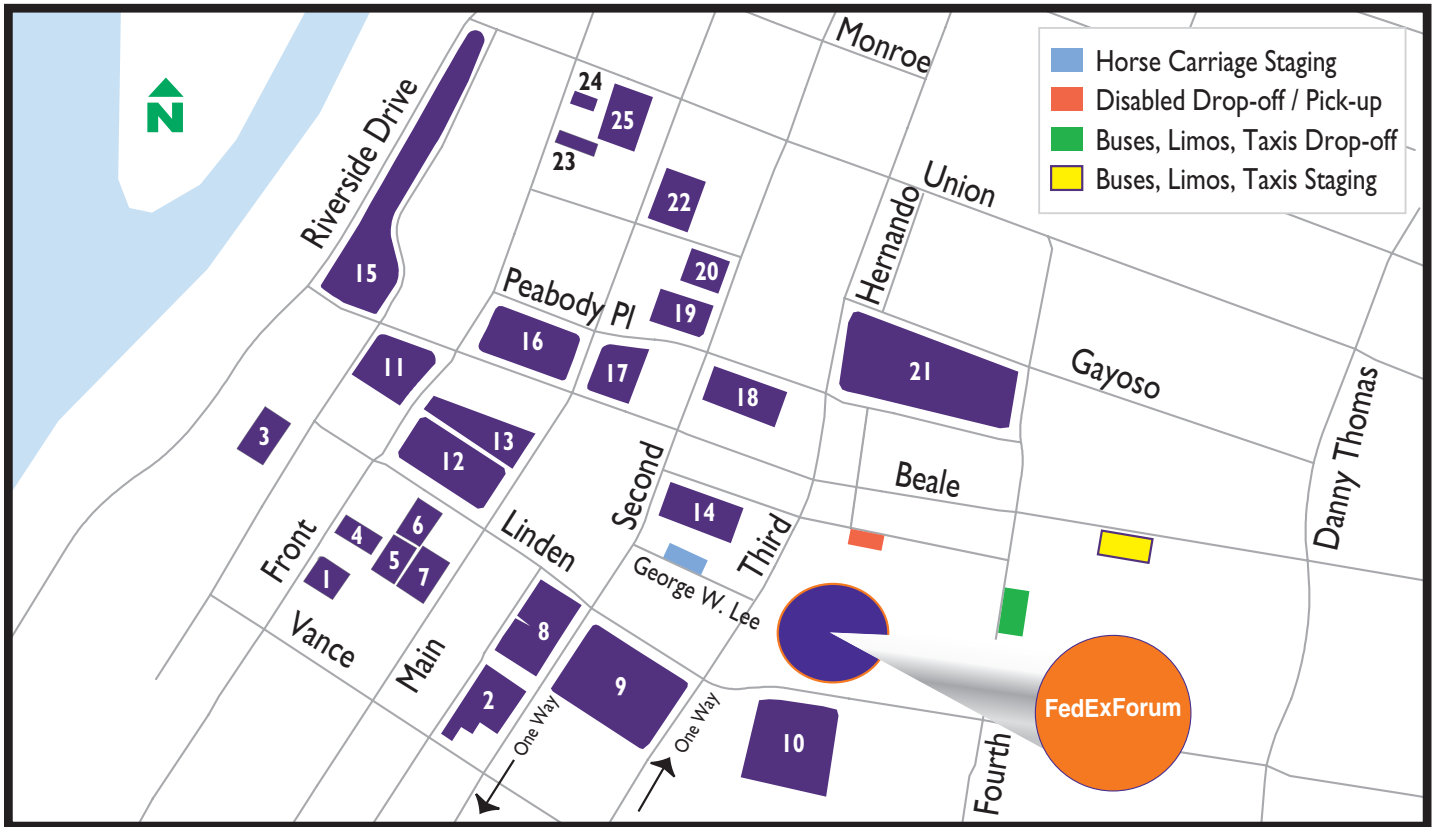 Monroe
Horse Carriage Staging
Disabled Drop-off / Pick-up
Buses, Limos, Taxis Drop-off
Buses, Limos, Taxis Staging
N
24
25
23
Riverside Drive
Union
22
Hernando
15
20
Peabody Pl
19
16
11
17
21
Gayoso
18
Danny Thomas
3
13
12
Beale
Second
14
6
4
Linden
Third
5
7
Front
1
George W. Lee
Vance
8
Main
9
2
One Way
One Way
FedExForum
10
Fourth